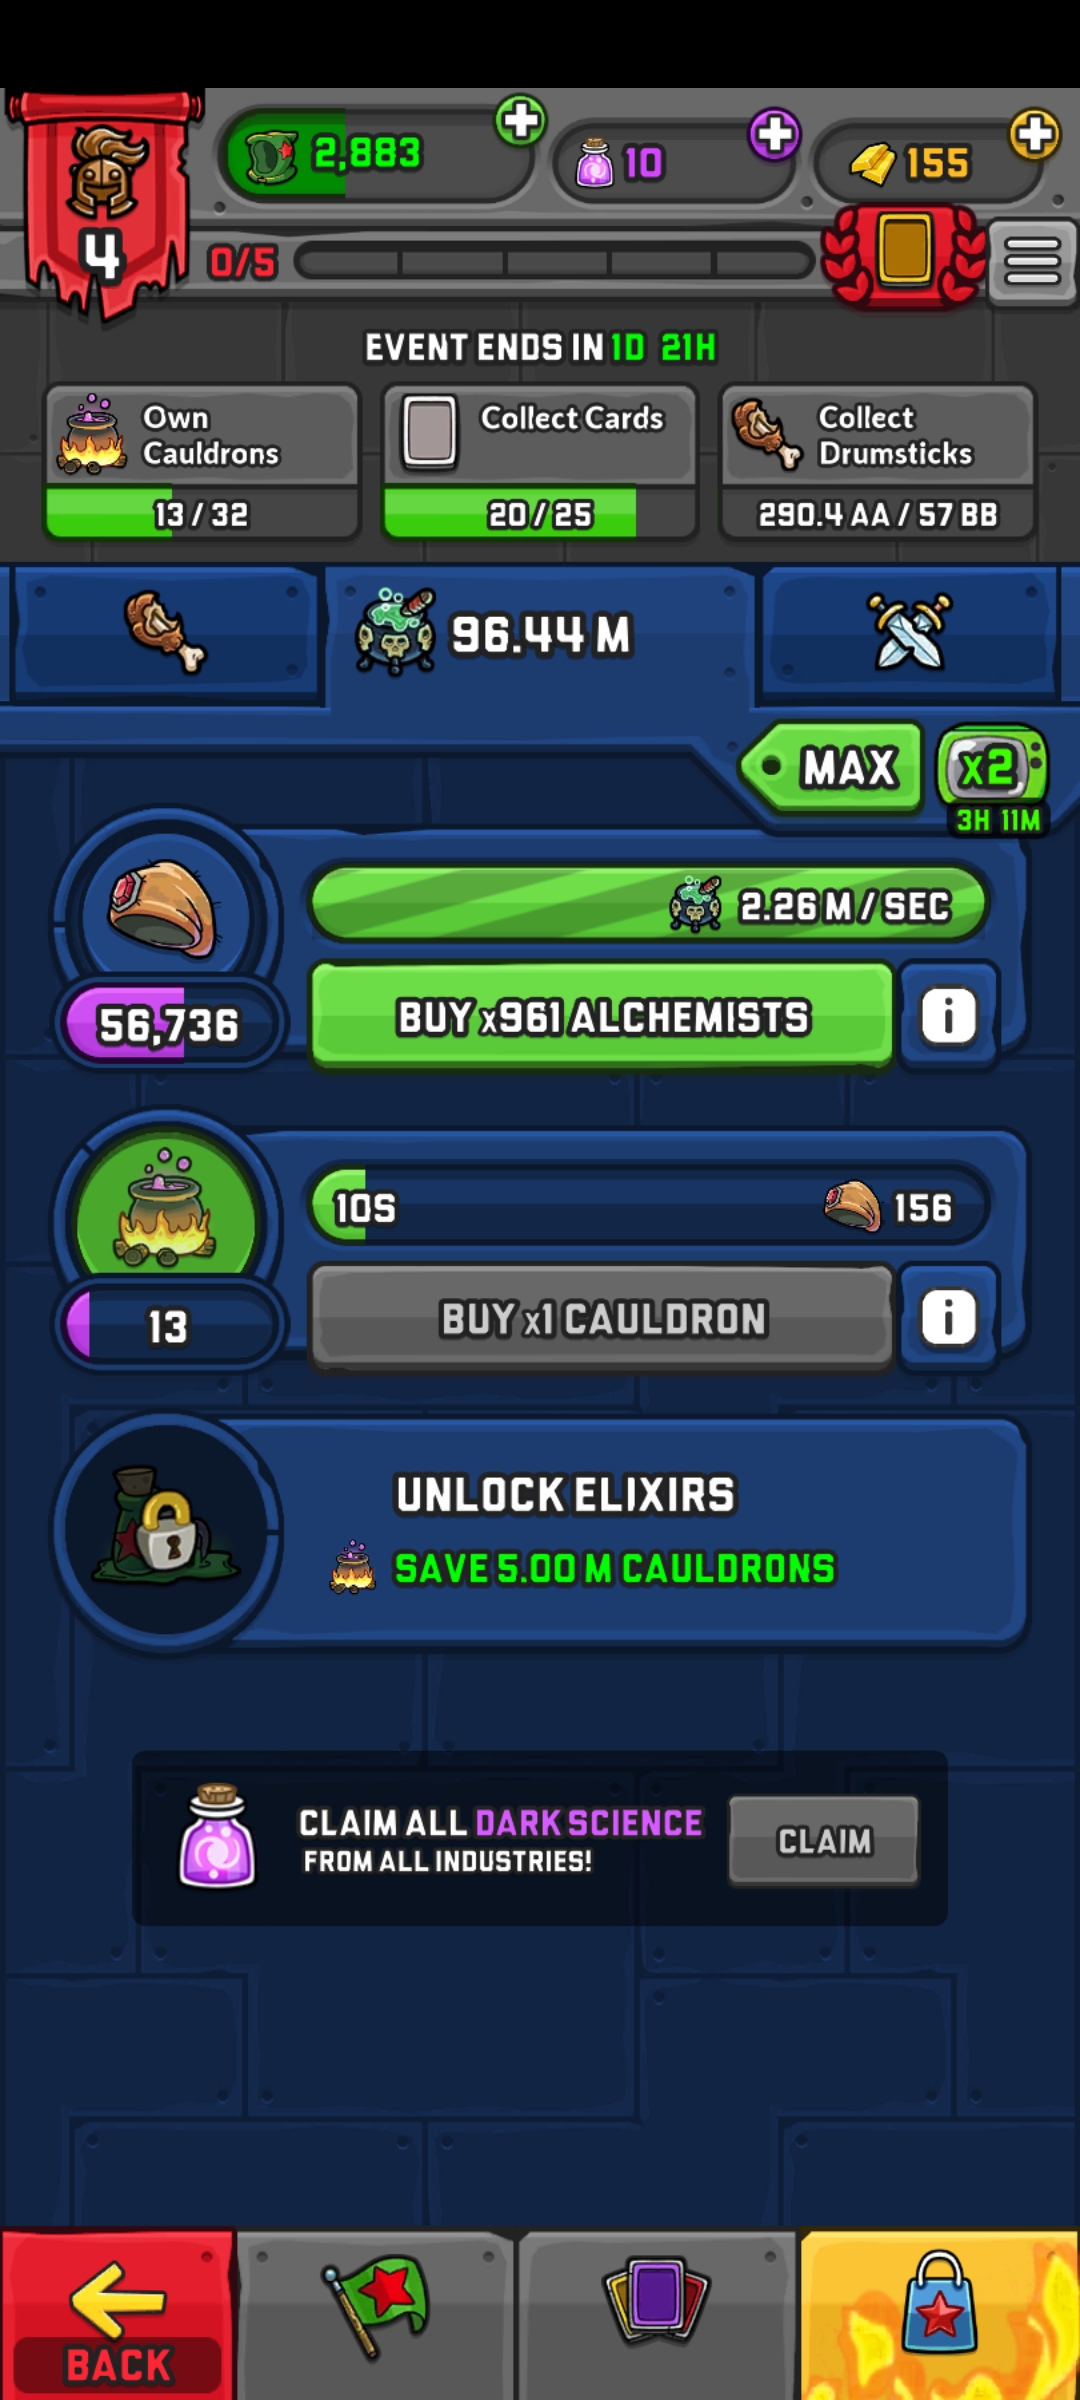 4
2,883
10
155
0/5
EVENT ENDS IN 1D 21H
Own
Cauldrons
13 / 32
Collect Cards
20 / 25
Collect
Drumsticks
290.4 AA / 57 BB
96.44 M
MAX
x2
3H 11M
2.26 M / SEC
56,736
BUY x961 ALCHEMISTS
i
10S
156
13
BUY x1 CAULDRON
i
UNLOCK ELIXIRS
SAVE 5.00 M CAULDRONS
CLAIM ALL DARK SCIENCE
FROM ALL INDUSTRIES!
CLAIM
BACK